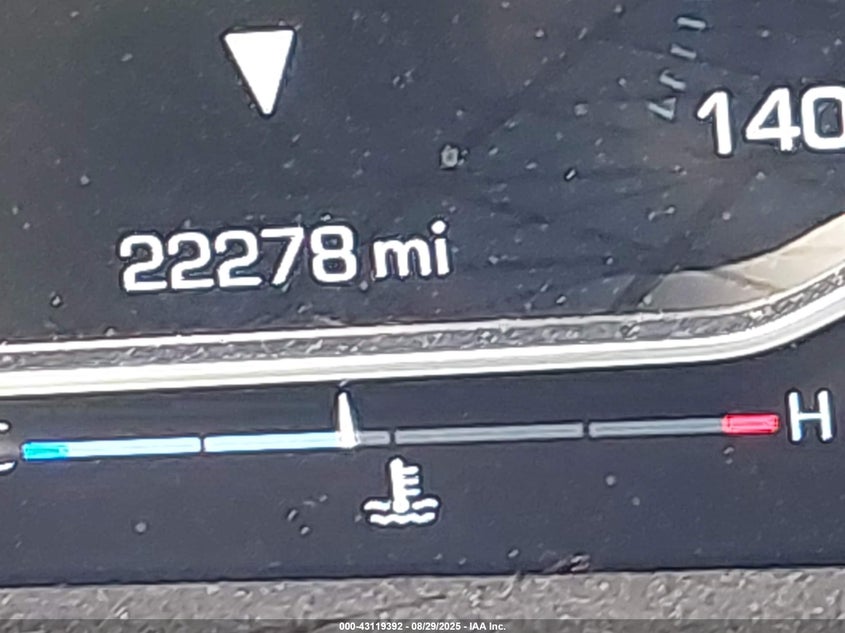 140
22278 mi
H
000-43119392 - 08/29/2025 - IAA Inc.